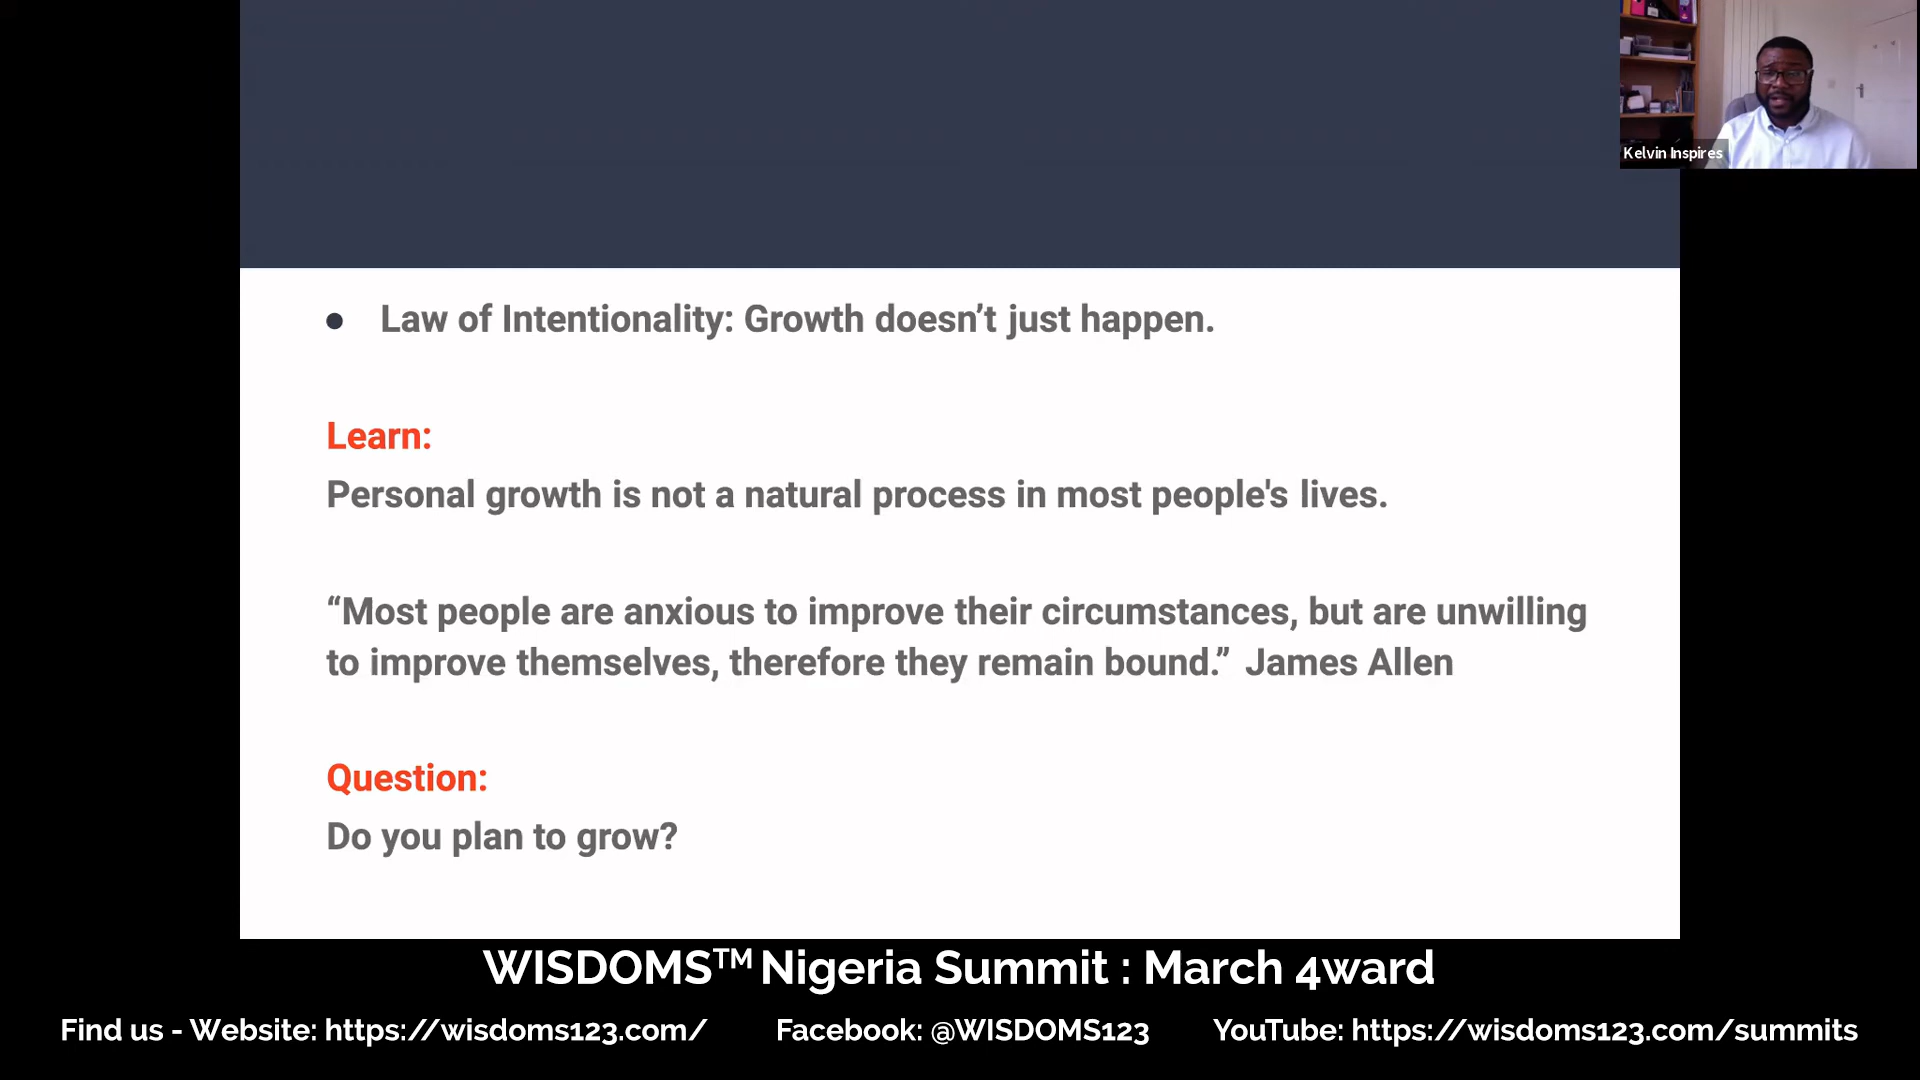 Kelvin Inspires
● Law of Intentionality: Growth doesn’t just happen.
Learn:
Personal growth is not a natural process in most people's lives.
“Most people are anxious to improve their circumstances, but are unwilling
to improve themselves, therefore they remain bound.” James Allen
Question:
Do you plan to grow?
WISDOMS™ Nigeria Summit : March 4ward
Find us - Website: https://wisdoms123.com/ Facebook: @WISDOMS123 YouTube: https://wisdoms123.com/summits